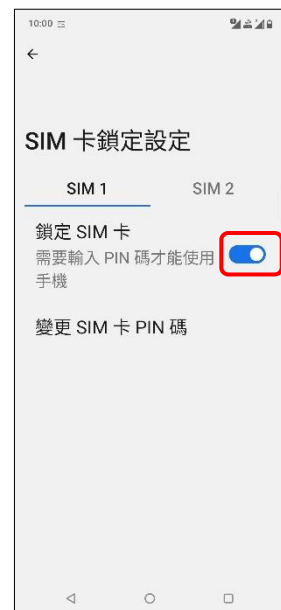 10:00
SIM 卡鎖定設定
SIM 1 SIM 2
鎖定 SIM 卡
需要輸入 PIN 碼才能使用
手機
變更 SIM 卡 PIN 碼